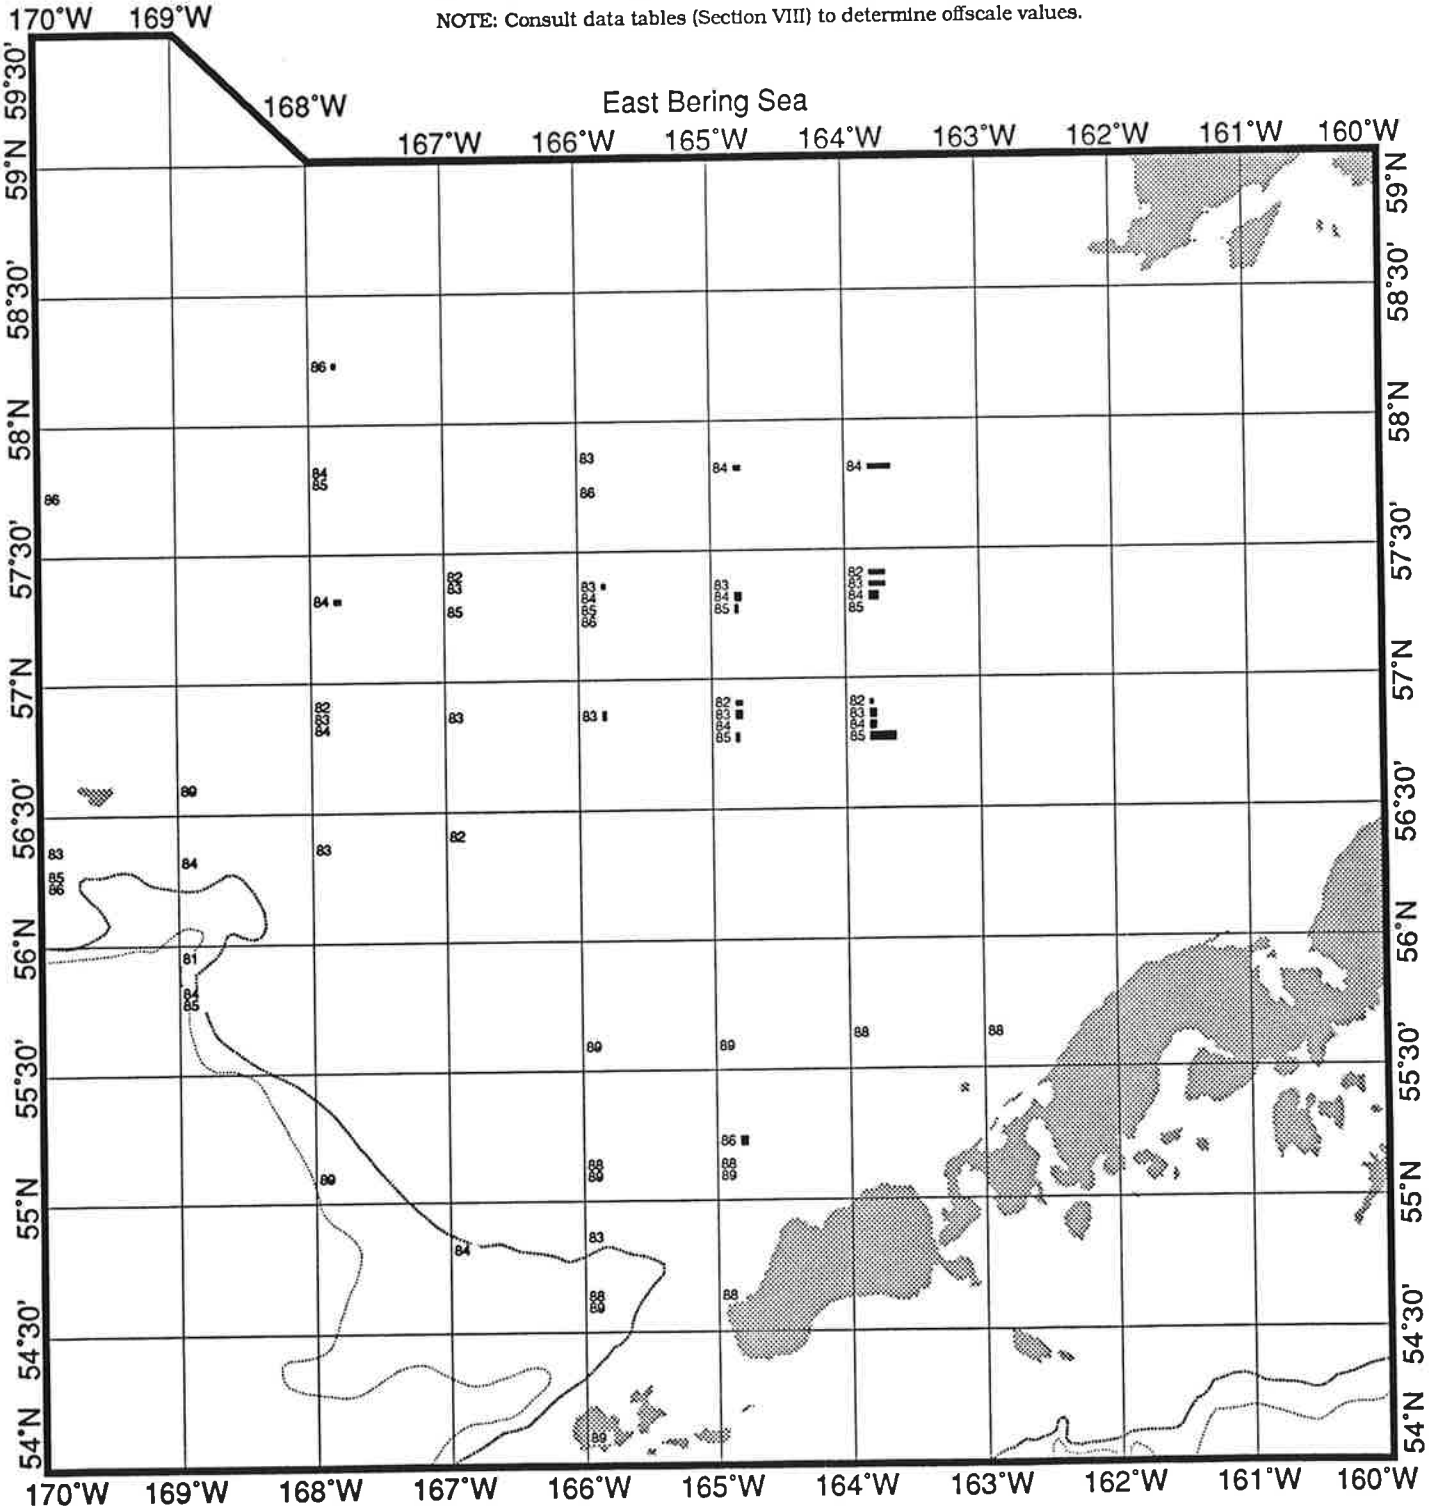 170°W 169°W NOTE: Consult data tables (Section VIII) to determine offscale values.
59°30'
168°W East Bering Sea
167°W 166°W 165°W 164°W 163°W 162°W 161°W 160°W
59°N 59°N
58°30' 58°30'
86
58°N 58°N
83
84 84 84
85
86 86
57°30' 57°30'
82 82
83 83 83 83
84 84 84 84
85 85 85 85
86
57°N 57°N
82 82 82
83 83 83 83 83
84 84 84
85 85
89
56°30' 56°30'
82
83 83 84
85
86
56°N 56°N
81
84
85
88 88
89 89
55°30' 55°30'
86
88 88
89 89
89
55°N 55°N
83
84
88 88
89
54°30' 54°30'
89
54°N 54°N
170°W 169°W 168°W 167°W 166°W 165°W 164°W 163°W 162°W 161°W 160°W